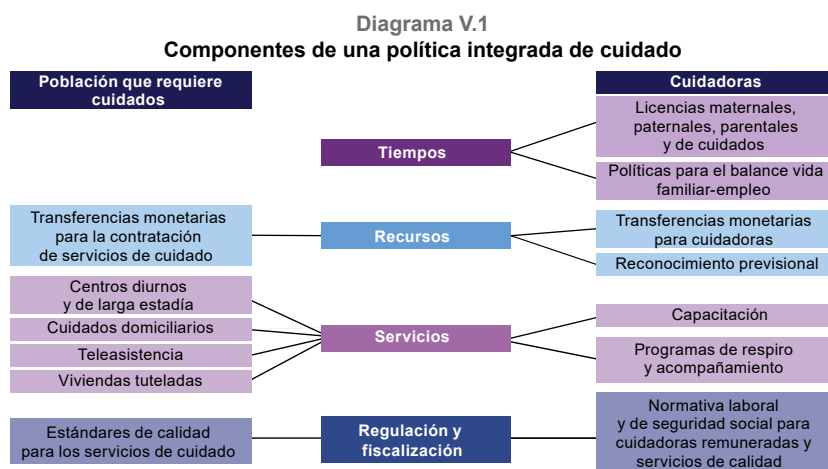 Diagrama V.1
Componentes de una política integrada de cuidado
Población que requiere
cuidados
Cuidadoras
Tiempos
Licencias maternales,
paternales, parentales
y de cuidados
Políticas para el balance vida
familiar-empleo
Transferencias monetarias
para la contratación
de servicios de cuidado
Recursos
Transferencias monetarias
para cuidadoras
Reconocimiento previsional
Centros diurnos
y de larga estadía
Cuidados domiciliarios
Teleasistencia
Viviendas tuteladas
Servicios
Capacitación
Programas de respiro
y acompañamiento
Estándares de calidad
para los servicios de cuidado
Regulación y
fiscalización
Normativa laboral
y de seguridad social para
cuidadoras remuneradas y
servicios de calidad